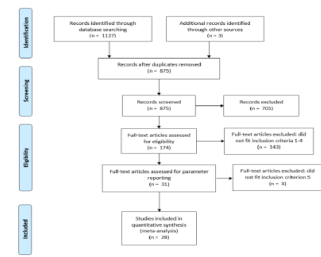 Identification
Records identified through
database searching
(n = 1127)
Additional records identified
through other sources
(n = 3)
Records after duplicates removed
(n = 875)
Screening
Records screened
(n = 875)
Records excluded
(n = 705)
Eligibility
Full-text articles assessed
for eligibility
(n = 174)
Full-text articles excluded: did
not fit inclusion criteria 1-4
(n = 143)
Full-text articles assessed for parameter
reporting
(n = 31)
Full-text articles excluded: did
not fit inclusion criterion 5
(n = 3)
Included
Studies included in
quantitative synthesis
(meta-analysis)
(n = 28)